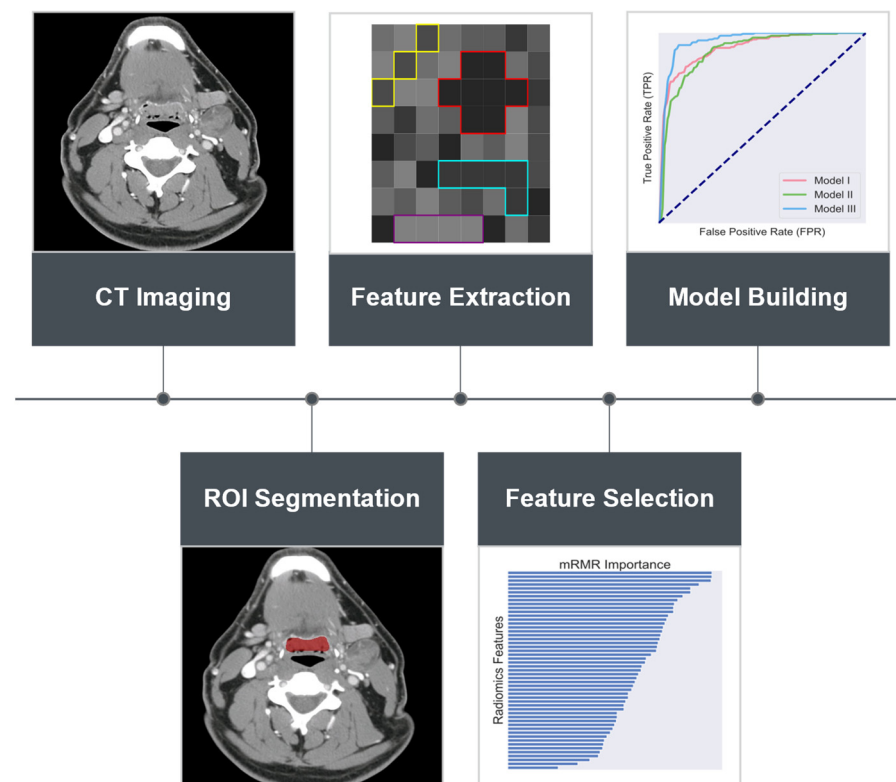 True Positive Rate (TPR)
Model I
Model II
Model III
False Positive Rate (FPR)
CT Imaging
Feature Extraction
Model Building
ROI Segmentation
Feature Selection
mRMR Importance
Radiomics Features